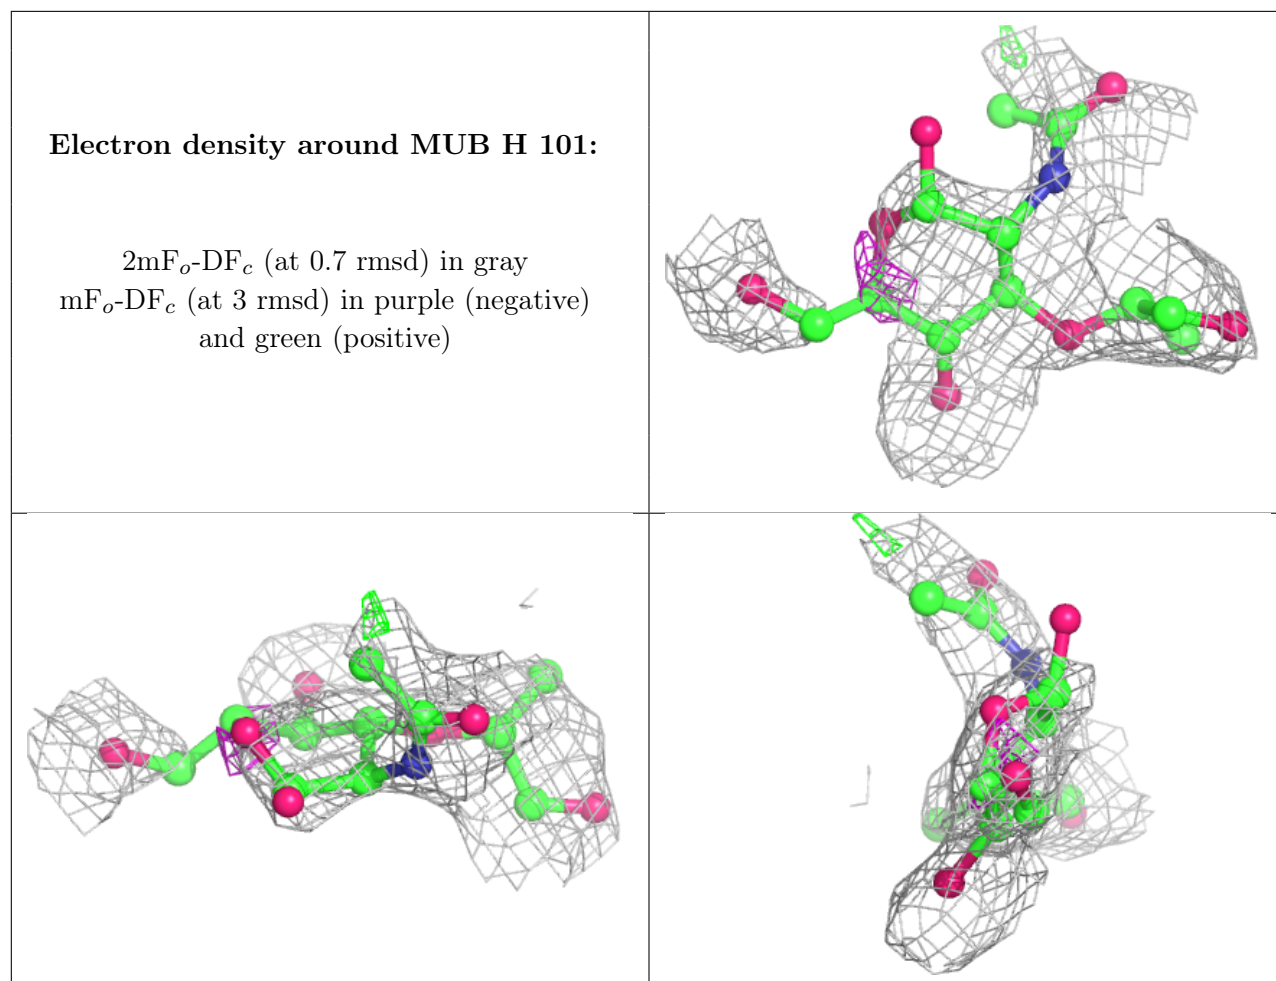 Electron density around MUB H 101:
2mFo-DFc (at 0.7 rmsd) in gray
mFo-DFc (at 3 rmsd) in purple (negative)
and green (positive)